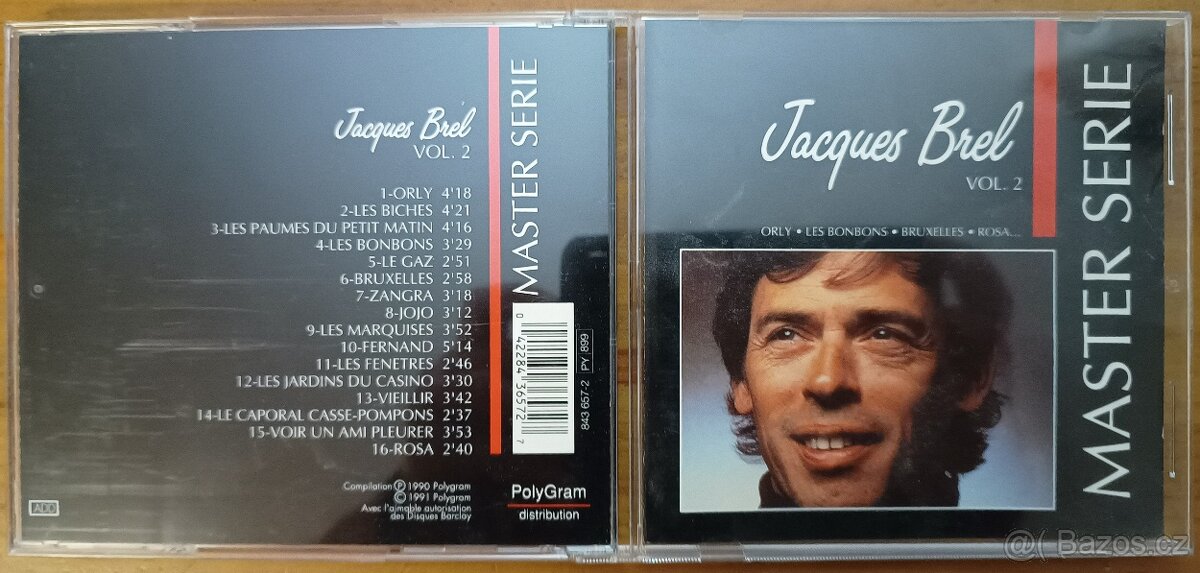 Jacques Brel
VOL. 2
1-ORLY 4'18
2-LES BICHES 4'21
3-LES PAUMES DU PETIT MATIN 4'16
4-LES BONBONS 3'29
5-LE GAZ 2'51
6-BRUXELLES 2'58
7-ZANGRA 3'18
8-JOJO 3'12
9-LES MARQUISES 3'52
10-FERNAND 5'14
11-LES FENETRES 2'46
12-LES JARDINS DU CASINO 3'30
13-VIEILLIR 3'42
14-LE CAPORAL CASSE-POMPONS 2'37
15-VOIR UN AMI PLEURER 3'53
16-ROSA 2'40
Compilation Ⓟ 1990 Polygram
© 1991 Polygram
Avec l'aimable autorisation
des Disques Barclay
ADD
MASTER SERIE
0 42284 36572 7
843 657-2 PY 899
PolyGram
distribution
Jacques Brel
VOL. 2
ORLY • LES BONBONS • BRUXELLES • ROSA...
MASTER SERIE
@( Bazos.cz